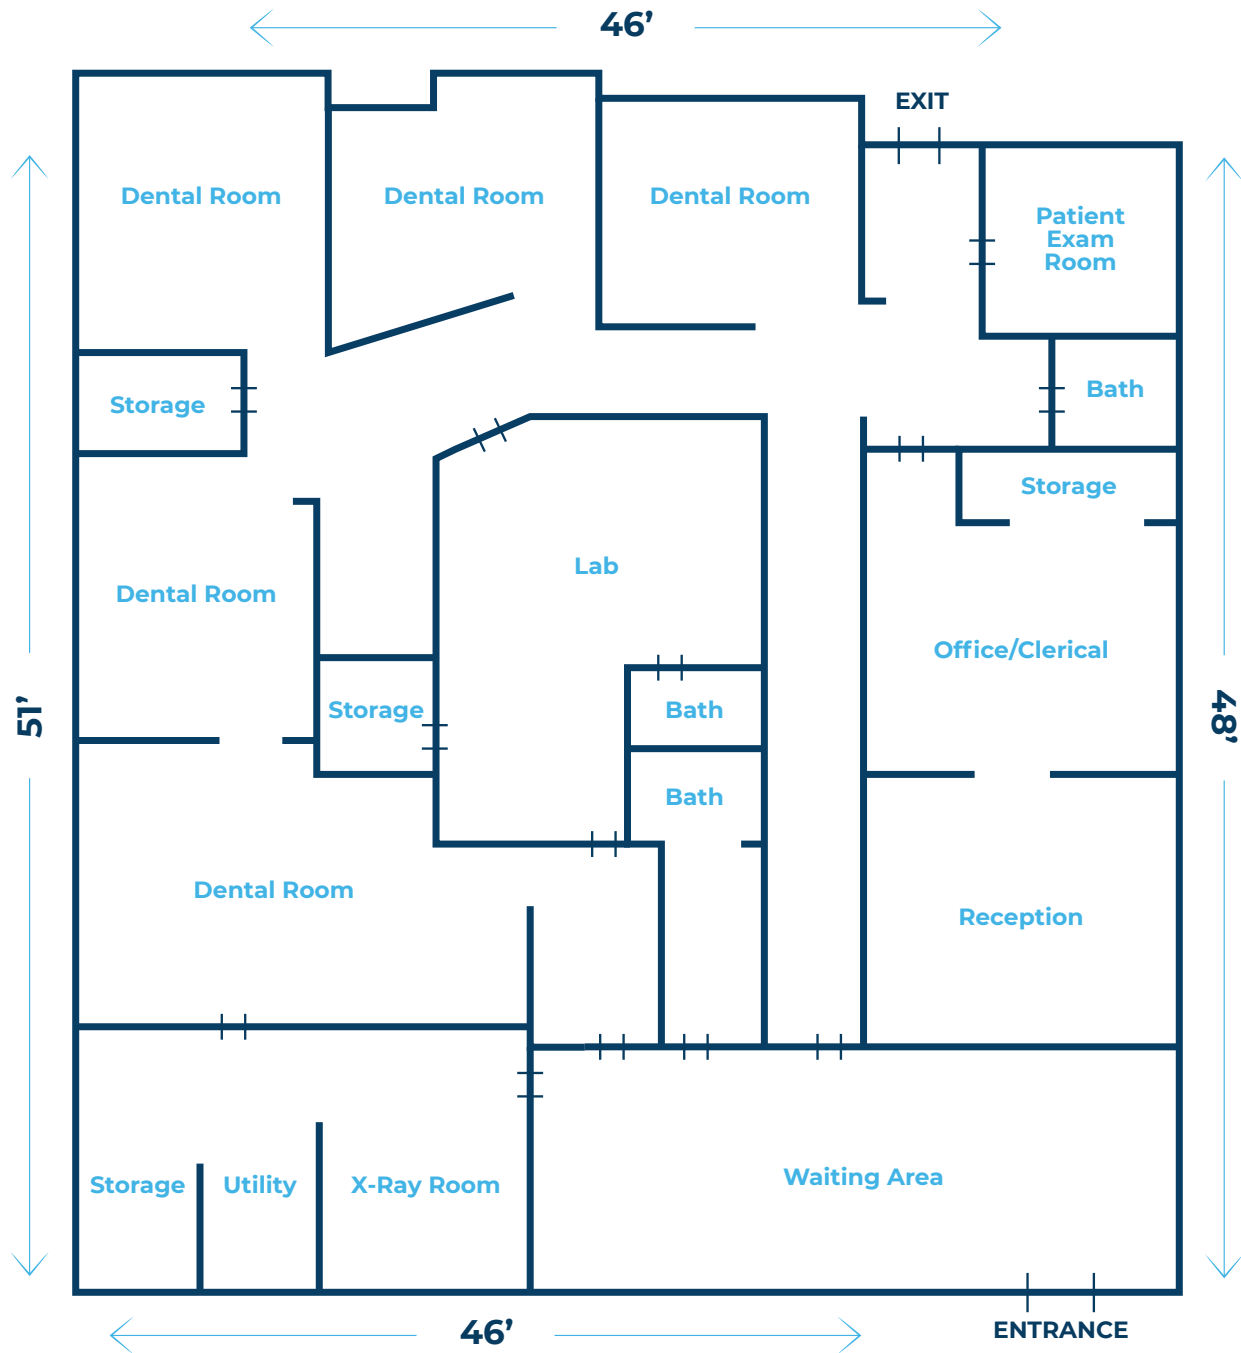 46’
EXIT
Dental Room
Dental Room
Dental Room
Patient
Exam
Room
Bath
Storage
Storage
Lab
Dental Room
Office/Clerical
51’
48’
Storage
Bath
Bath
Dental Room
Reception
Waiting Area
Storage
Utility
X-Ray Room
46’
ENTRANCE